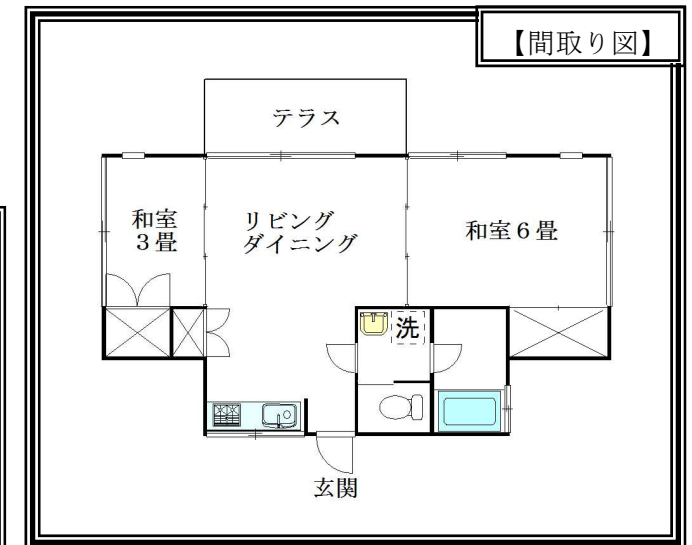 【間取り図】
テラス
和室
3畳
リビング
ダイニング
和室6畳
洗
玄関